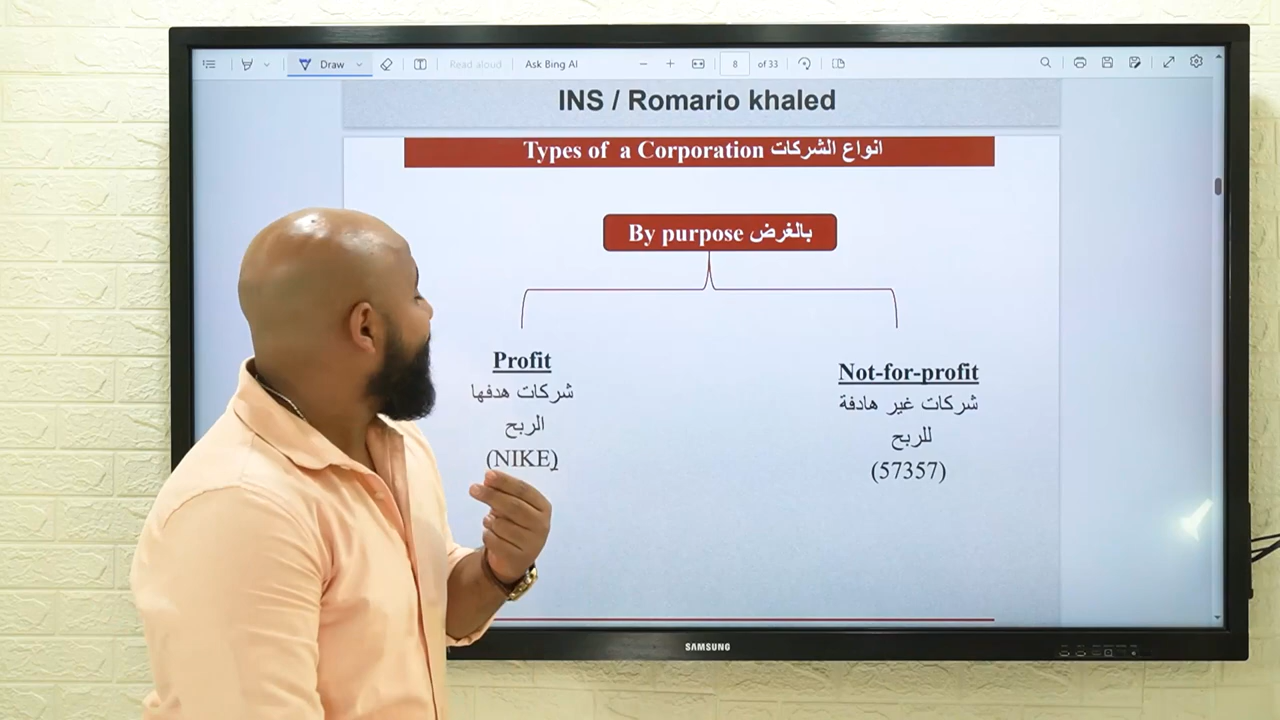 Draw
Read aloud
Ask Bing AI
8
of 33
INS / Romario khaled
Types of a Corporation انواع الشركات
By purpose بالغرض
Profit
شركات هدفها
الربح
(NIKE)
Not-for-profit
شركات غير هادفة
للربح
(57357)
SAMSUNG